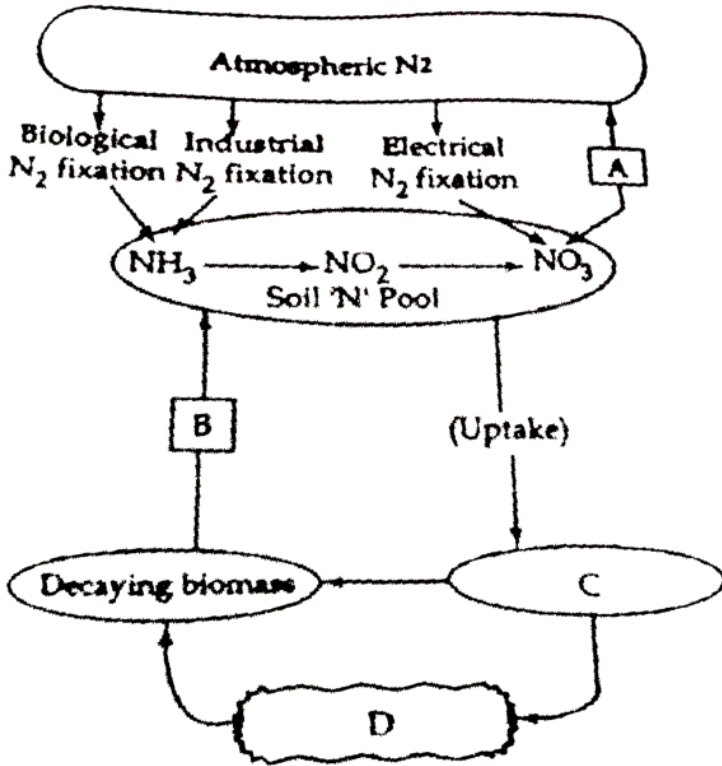 Atmospheric N2
Biological
N₂ fixation
Industrial
N₂ fixation
Electrical
N₂ fixation
A
NH₃
NO₂
NO₃
Soil 'N' Pool
B
(Uptake)
Decaying biomass
C
D